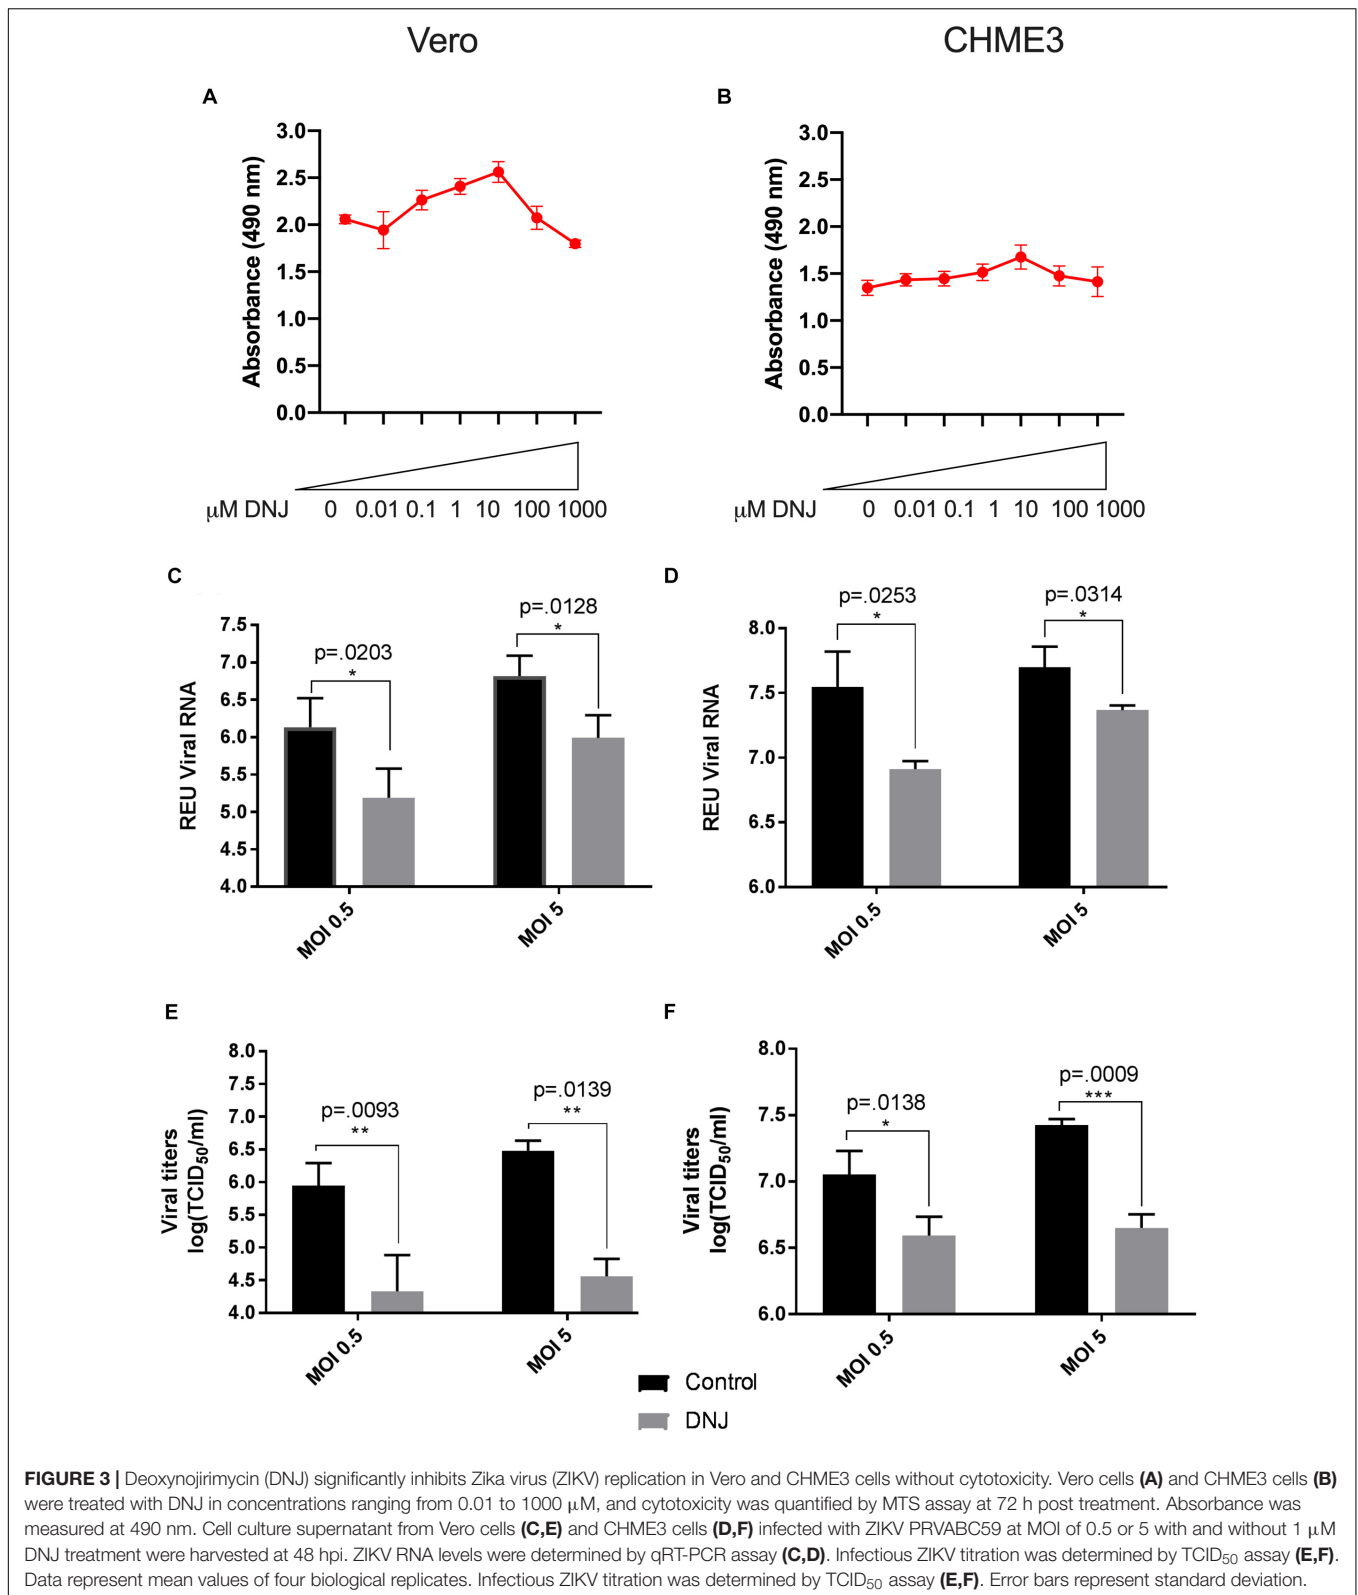 Vero CHME3
A B
3.0
2.5
2.0
1.5
1.0
0.5
0.0
Absorbance (490 nm)
μM DNJ 0 0.01 0.1 1 10 100 1000
3.0
2.5
2.0
1.5
1.0
0.5
0.0
Absorbance (490 nm)
μM DNJ 0 0.01 0.1 1 10 100 1000
C
p=.0203
*
p=.0128
*
7.5
7.0
6.5
6.0
5.5
5.0
4.5
4.0
REU Viral RNA
MOI 0.5 MOI 5
D
p=.0253
*
p=.0314
*
8.0
7.5
7.0
6.5
6.0
REU Viral RNA
MOI 0.5 MOI 5
E
p=.0093
**
p=.0139
**
8.0
7.5
7.0
6.5
6.0
5.5
5.0
4.5
4.0
Viral titers
log(TCID50/ml)
MOI 0.5 MOI 5
F
p=.0138
*
p=.0009
***
8.0
7.5
7.0
6.5
6.0
Viral titers
log(TCID50/ml)
MOI 0.5 MOI 5
Control
DNJ
FIGURE 3 | Deoxynojirimycin (DNJ) significantly inhibits Zika virus (ZIKV) replication in Vero and CHME3 cells without cytotoxicity. Vero cells (A) and CHME3 cells (B)
were treated with DNJ in concentrations ranging from 0.01 to 1000 μM, and cytotoxicity was quantified by MTS assay at 72 h post treatment. Absorbance was
measured at 490 nm. Cell culture supernatant from Vero cells (C,E) and CHME3 cells (D,F) infected with ZIKV PRVABC59 at MOI of 0.5 or 5 with and without 1 μM
DNJ treatment were harvested at 48 hpi. ZIKV RNA levels were determined by qRT-PCR assay (C,D). Infectious ZIKV titration was determined by TCID50 assay (E,F).
Data represent mean values of four biological replicates. Infectious ZIKV titration was determined by TCID50 assay (E,F). Error bars represent standard deviation.